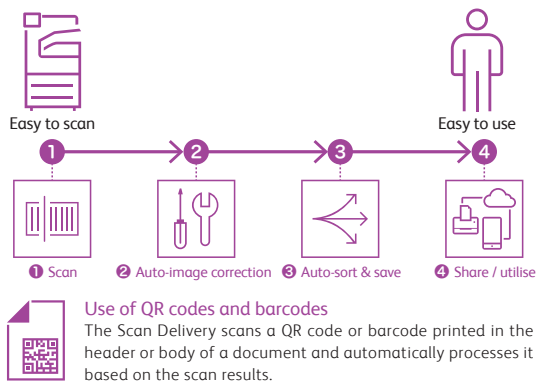 Easy to scan
Easy to use
1 2 3 4
❶ Scan
❷ Auto-image correction
❸ Auto-sort & save
❹ Share / utilise
Use of QR codes and barcodes
The Scan Delivery scans a QR code or barcode printed in the
header or body of a document and automatically processes it
based on the scan results.